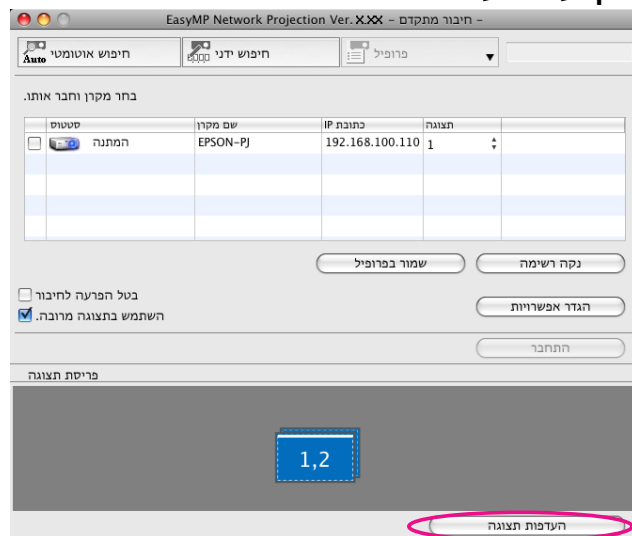 EasyMP Network Projection Ver. X.XX - חיבור מתקדם -
Auto חיפוש אוטומטי חיפוש ידני פרופיל
בחר מקרן וחבר אותו.
סטטוס שם מקרן כתובת IP תצוגה
המתנה EPSON-PJ 192.168.100.110 1
שמור בפרופיל נקה רשימה
בטל הפרעה לחיבור
השתמש בתצוגה מרובה.
הגדר אפשרויות
התחבר
פריסת תצוגה
1,2
העדפות תצוגה